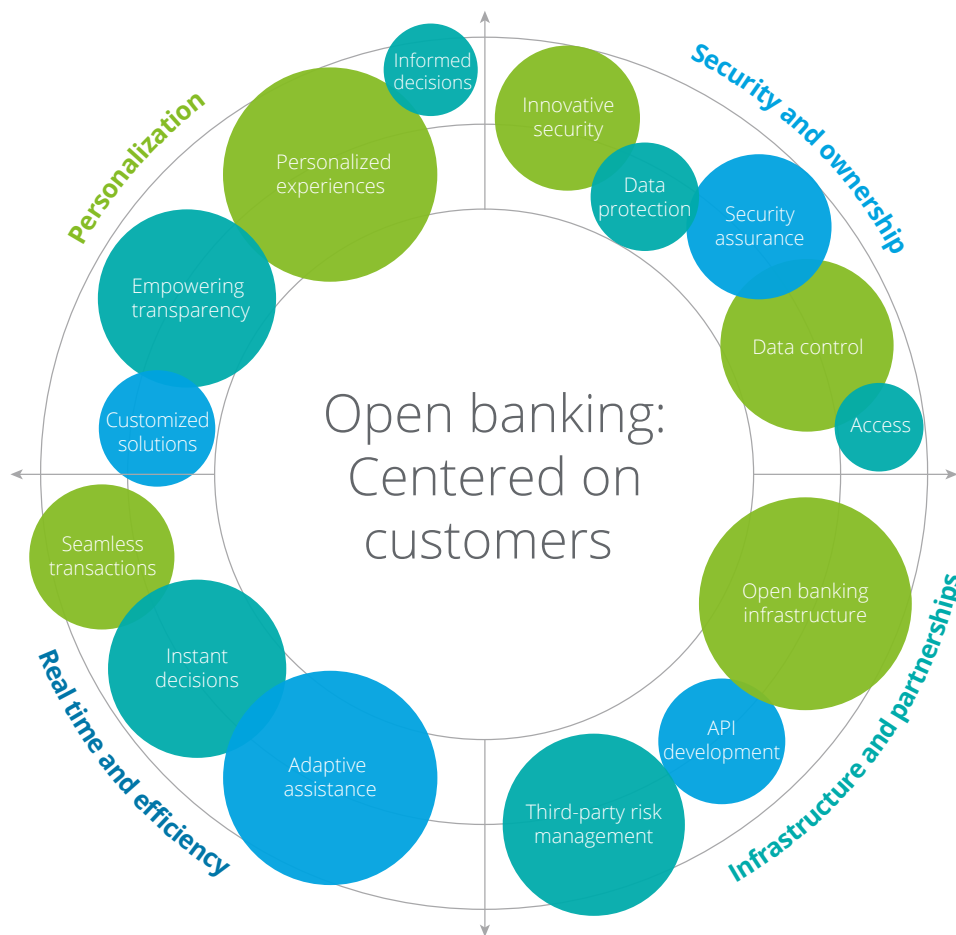 Open banking:
Centered on
customers
Personalization
Informed
decisions
Personalized
experiences
Empowering
transparency
Customized
solutions
Security and ownership
Innovative
security
Data
protection
Security
assurance
Data control
Access
Real time and efficiency
Seamless
transactions
Instant
decisions
Adaptive
assistance
Infrastructure and partnerships
Open banking
infrastructure
API
development
Third-party risk
management